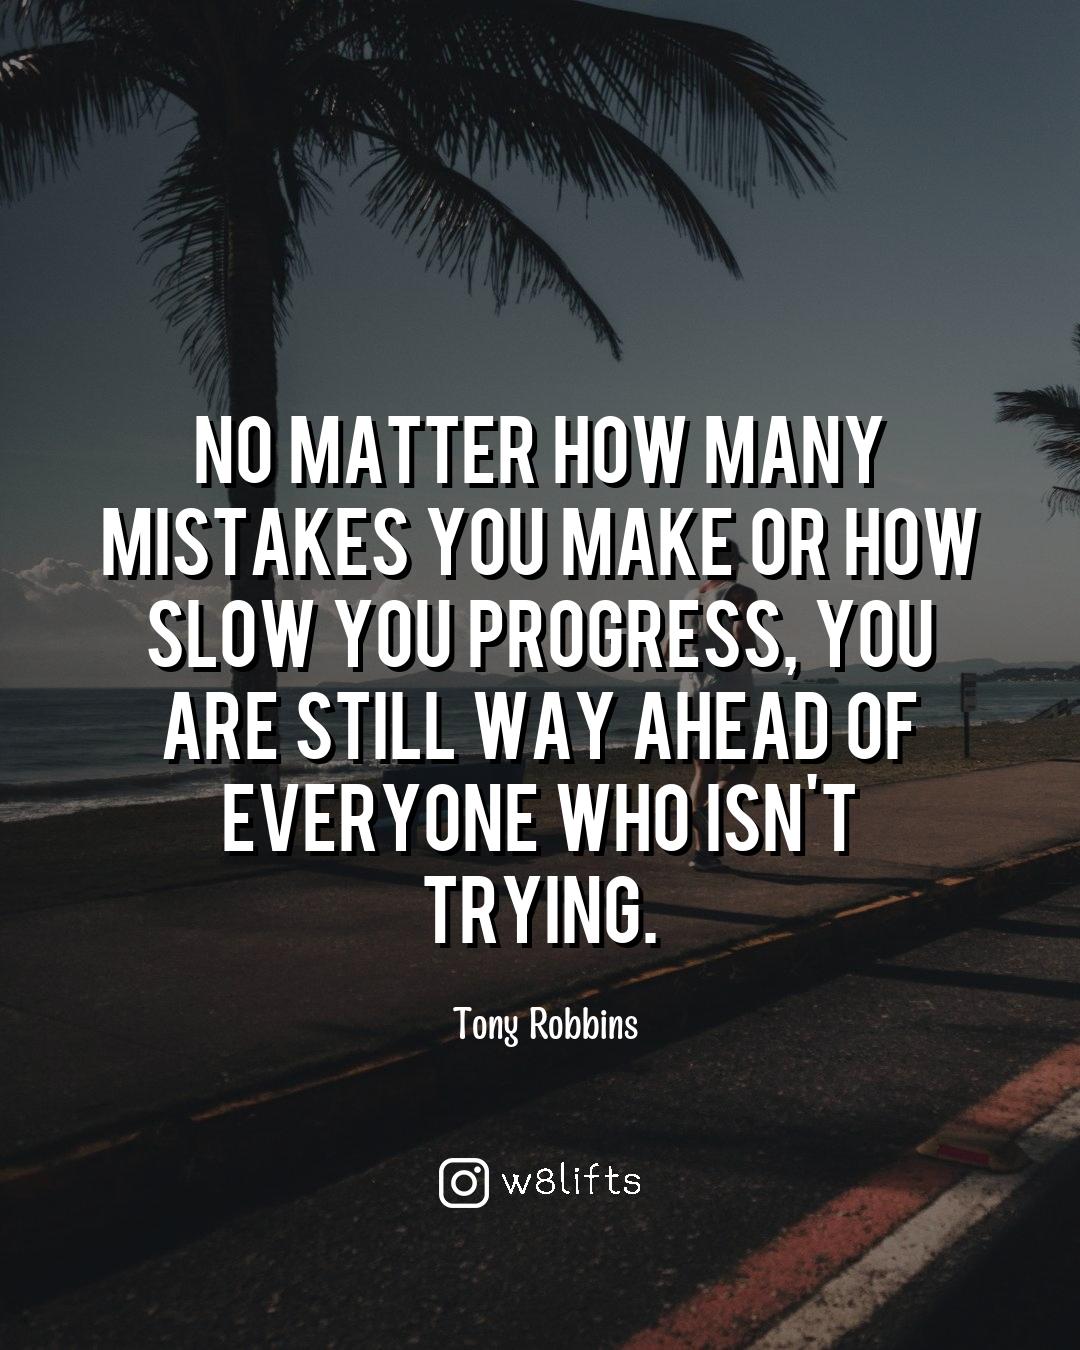 NO MATTER HOW MANY
MISTAKES YOU MAKE OR HOW
SLOW YOU PROGRESS, YOU
ARE STILL WAY AHEAD OF
EVERYONE WHO ISN'T
TRYING.
Tony Robbins
w8lifts